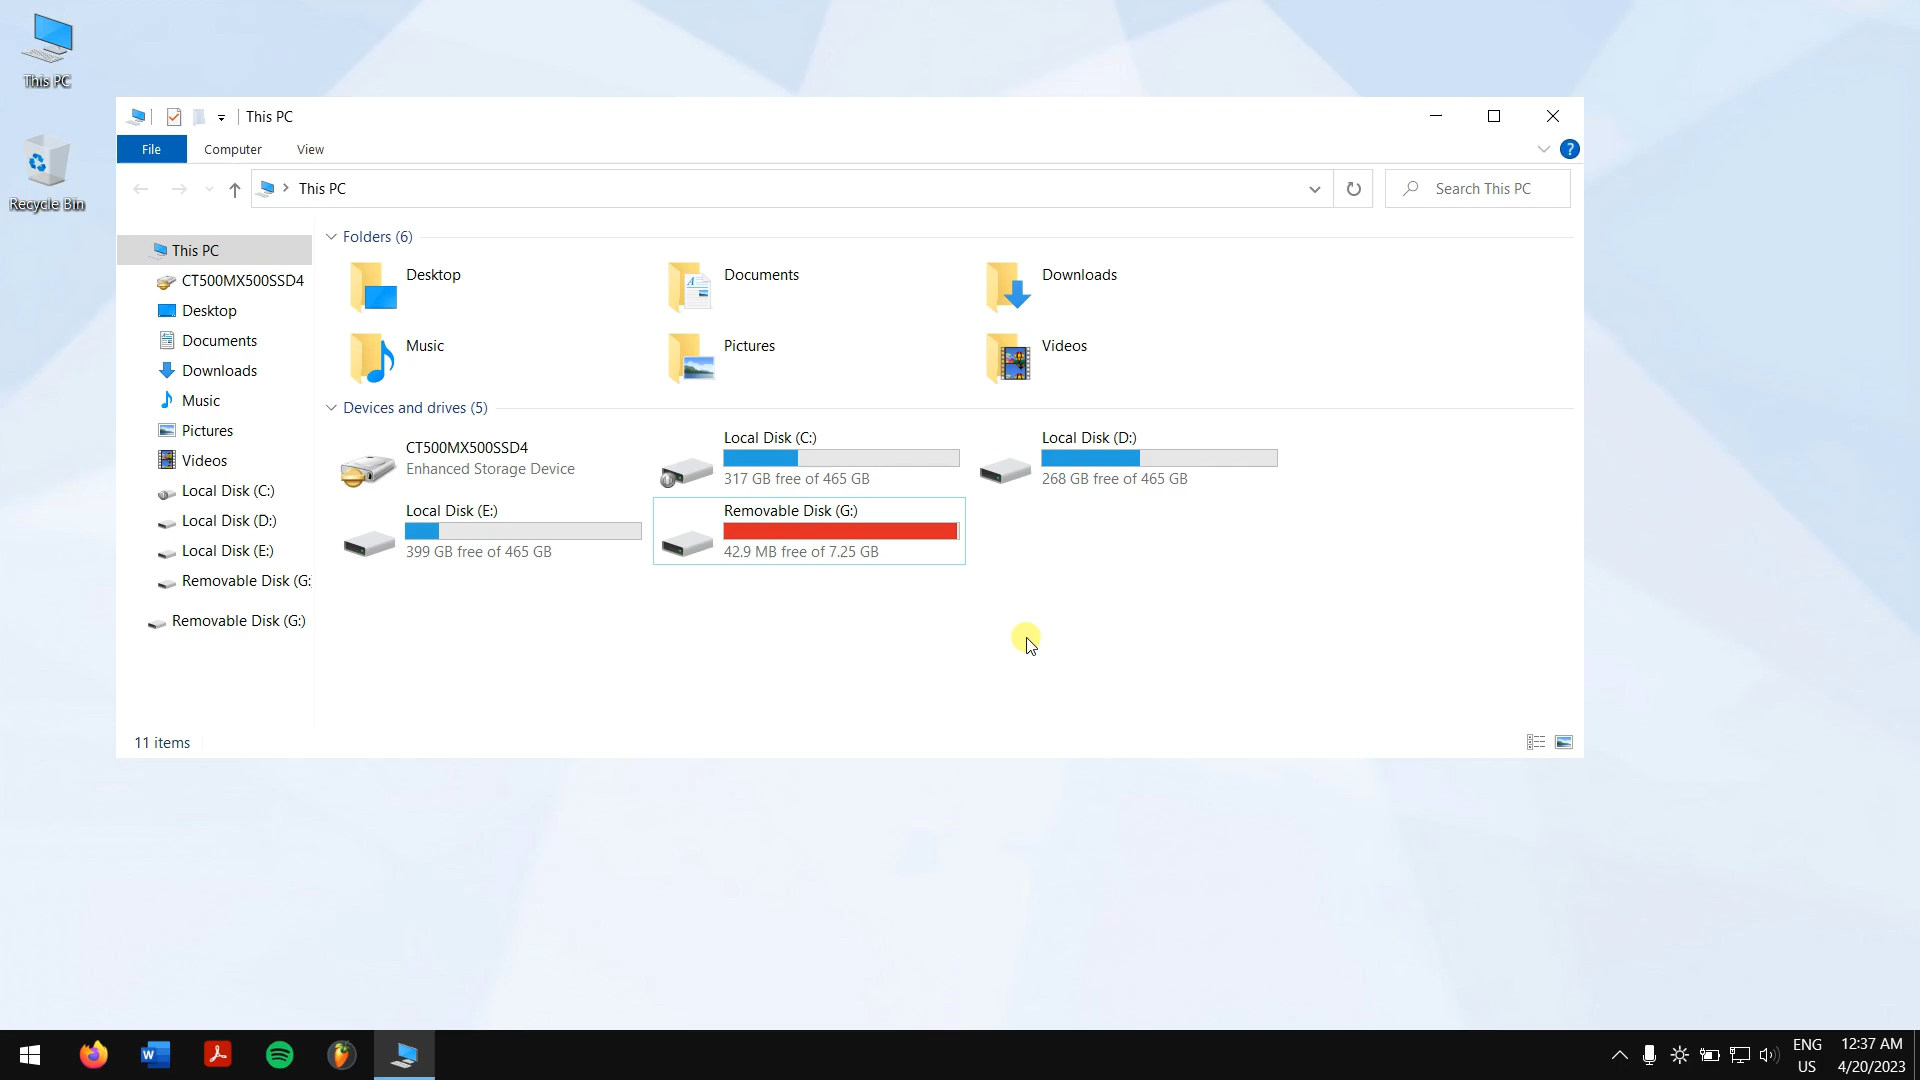 This PC
Recycle Bin
This PC
File
Computer
View
?
This PC
Search This PC
This PC
CT500MX500SSD4
Desktop
Documents
Downloads
Music
Pictures
Videos
Local Disk (C:)
Local Disk (D:)
Local Disk (E:)
Removable Disk (G:
Removable Disk (G:)
Folders (6)
Desktop
Documents
Downloads
Music
Pictures
Videos
Devices and drives (5)
CT500MX500SSD4
Enhanced Storage Device
Local Disk (C:)
317 GB free of 465 GB
Local Disk (D:)
268 GB free of 465 GB
Local Disk (E:)
399 GB free of 465 GB
Removable Disk (G:)
42.9 MB free of 7.25 GB
11 items
ENG
US
12:37 AM
4/20/2023